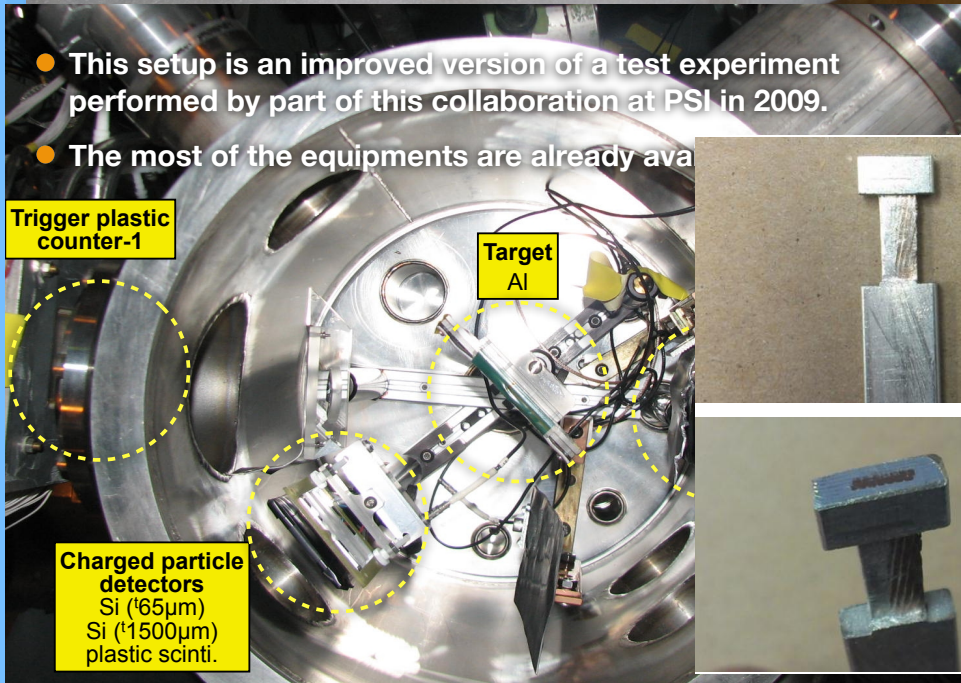 This setup is an improved version of a test experiment
performed by part of this collaboration at PSI in 2009.
The most of the equipments are already
Trigger plastic
counter-1
Target
Al
Charged particle
detectors
Si (ᵗ65μm)
Si (ᵗ1500μm)
plastic scinti.